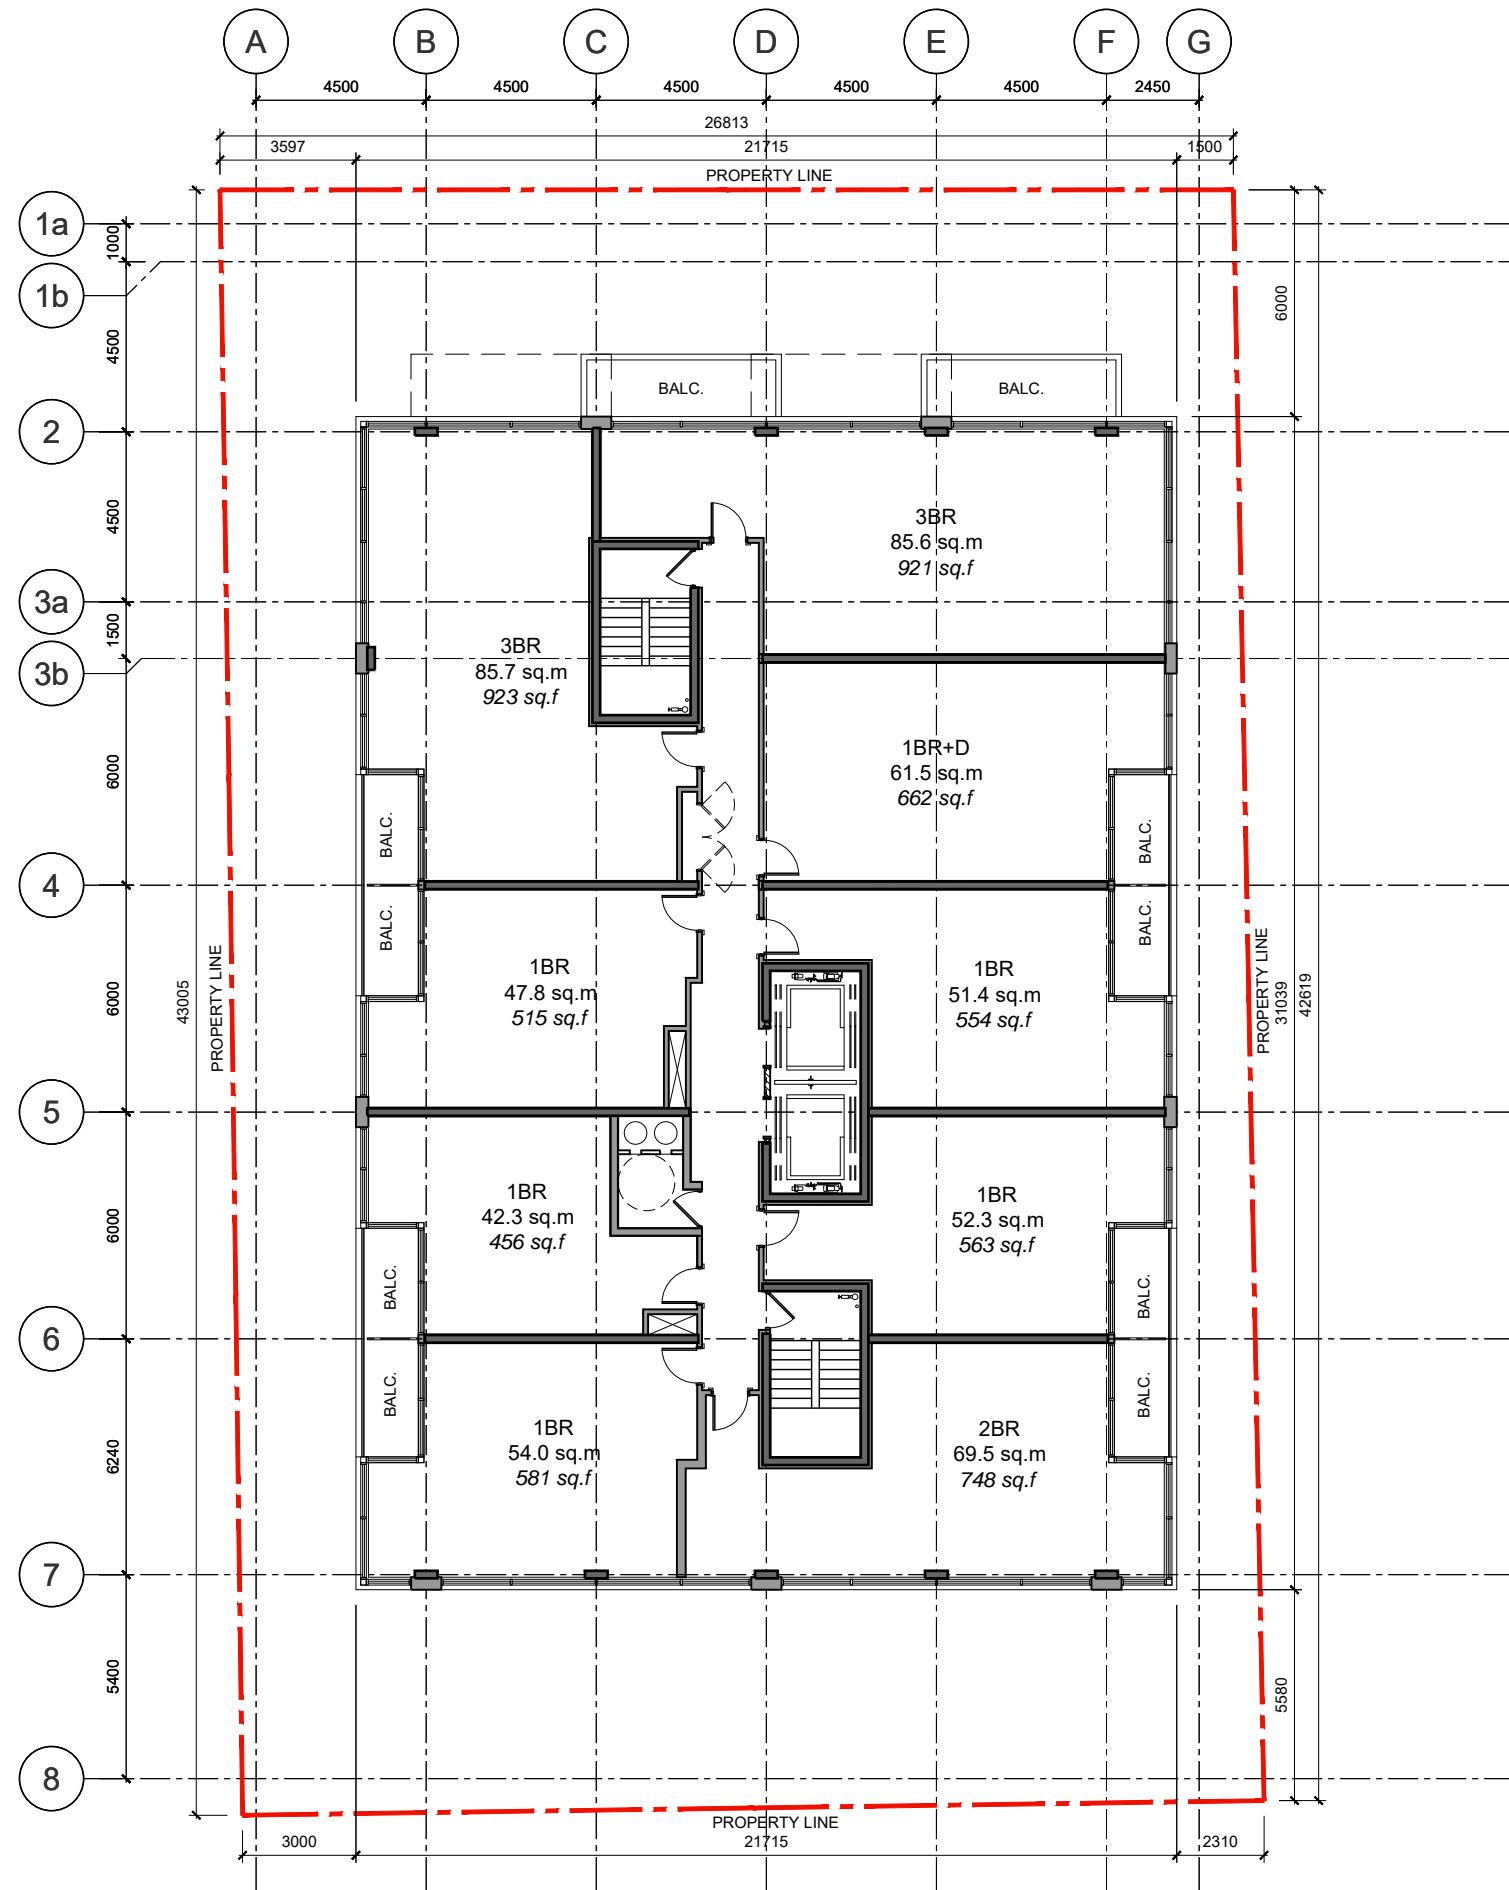 A
B
C
D
E
F
G
4500
4500
4500
4500
4500
2450
26813
3597
21715
1500
PROPERTY LINE
1a
1000
1b
4500
6000
2
BALC.
BALC.
4500
3BR
85.6 sq.m
921 sq.f
3a
1500
3b
3BR
85.7 sq.m
923 sq.f
6000
1BR+D
61.5 sq.m
662 sq.f
BALC.
BALC.
4
BALC.
BALC.
43005
PROPERTY LINE
6000
1BR
47.8 sq.m
515 sq.f
1BR
51.4 sq.m
554 sq.f
PROPERTY LINE
31039
42619
5
6000
1BR
42.3 sq.m
456 sq.f
1BR
52.3 sq.m
563 sq.f
BALC.
BALC.
6
BALC.
BALC.
6240
1BR
54.0 sq.m
581 sq.f
2BR
69.5 sq.m
748 sq.f
7
5400
5580
8
PROPERTY LINE
3000
21715
2310